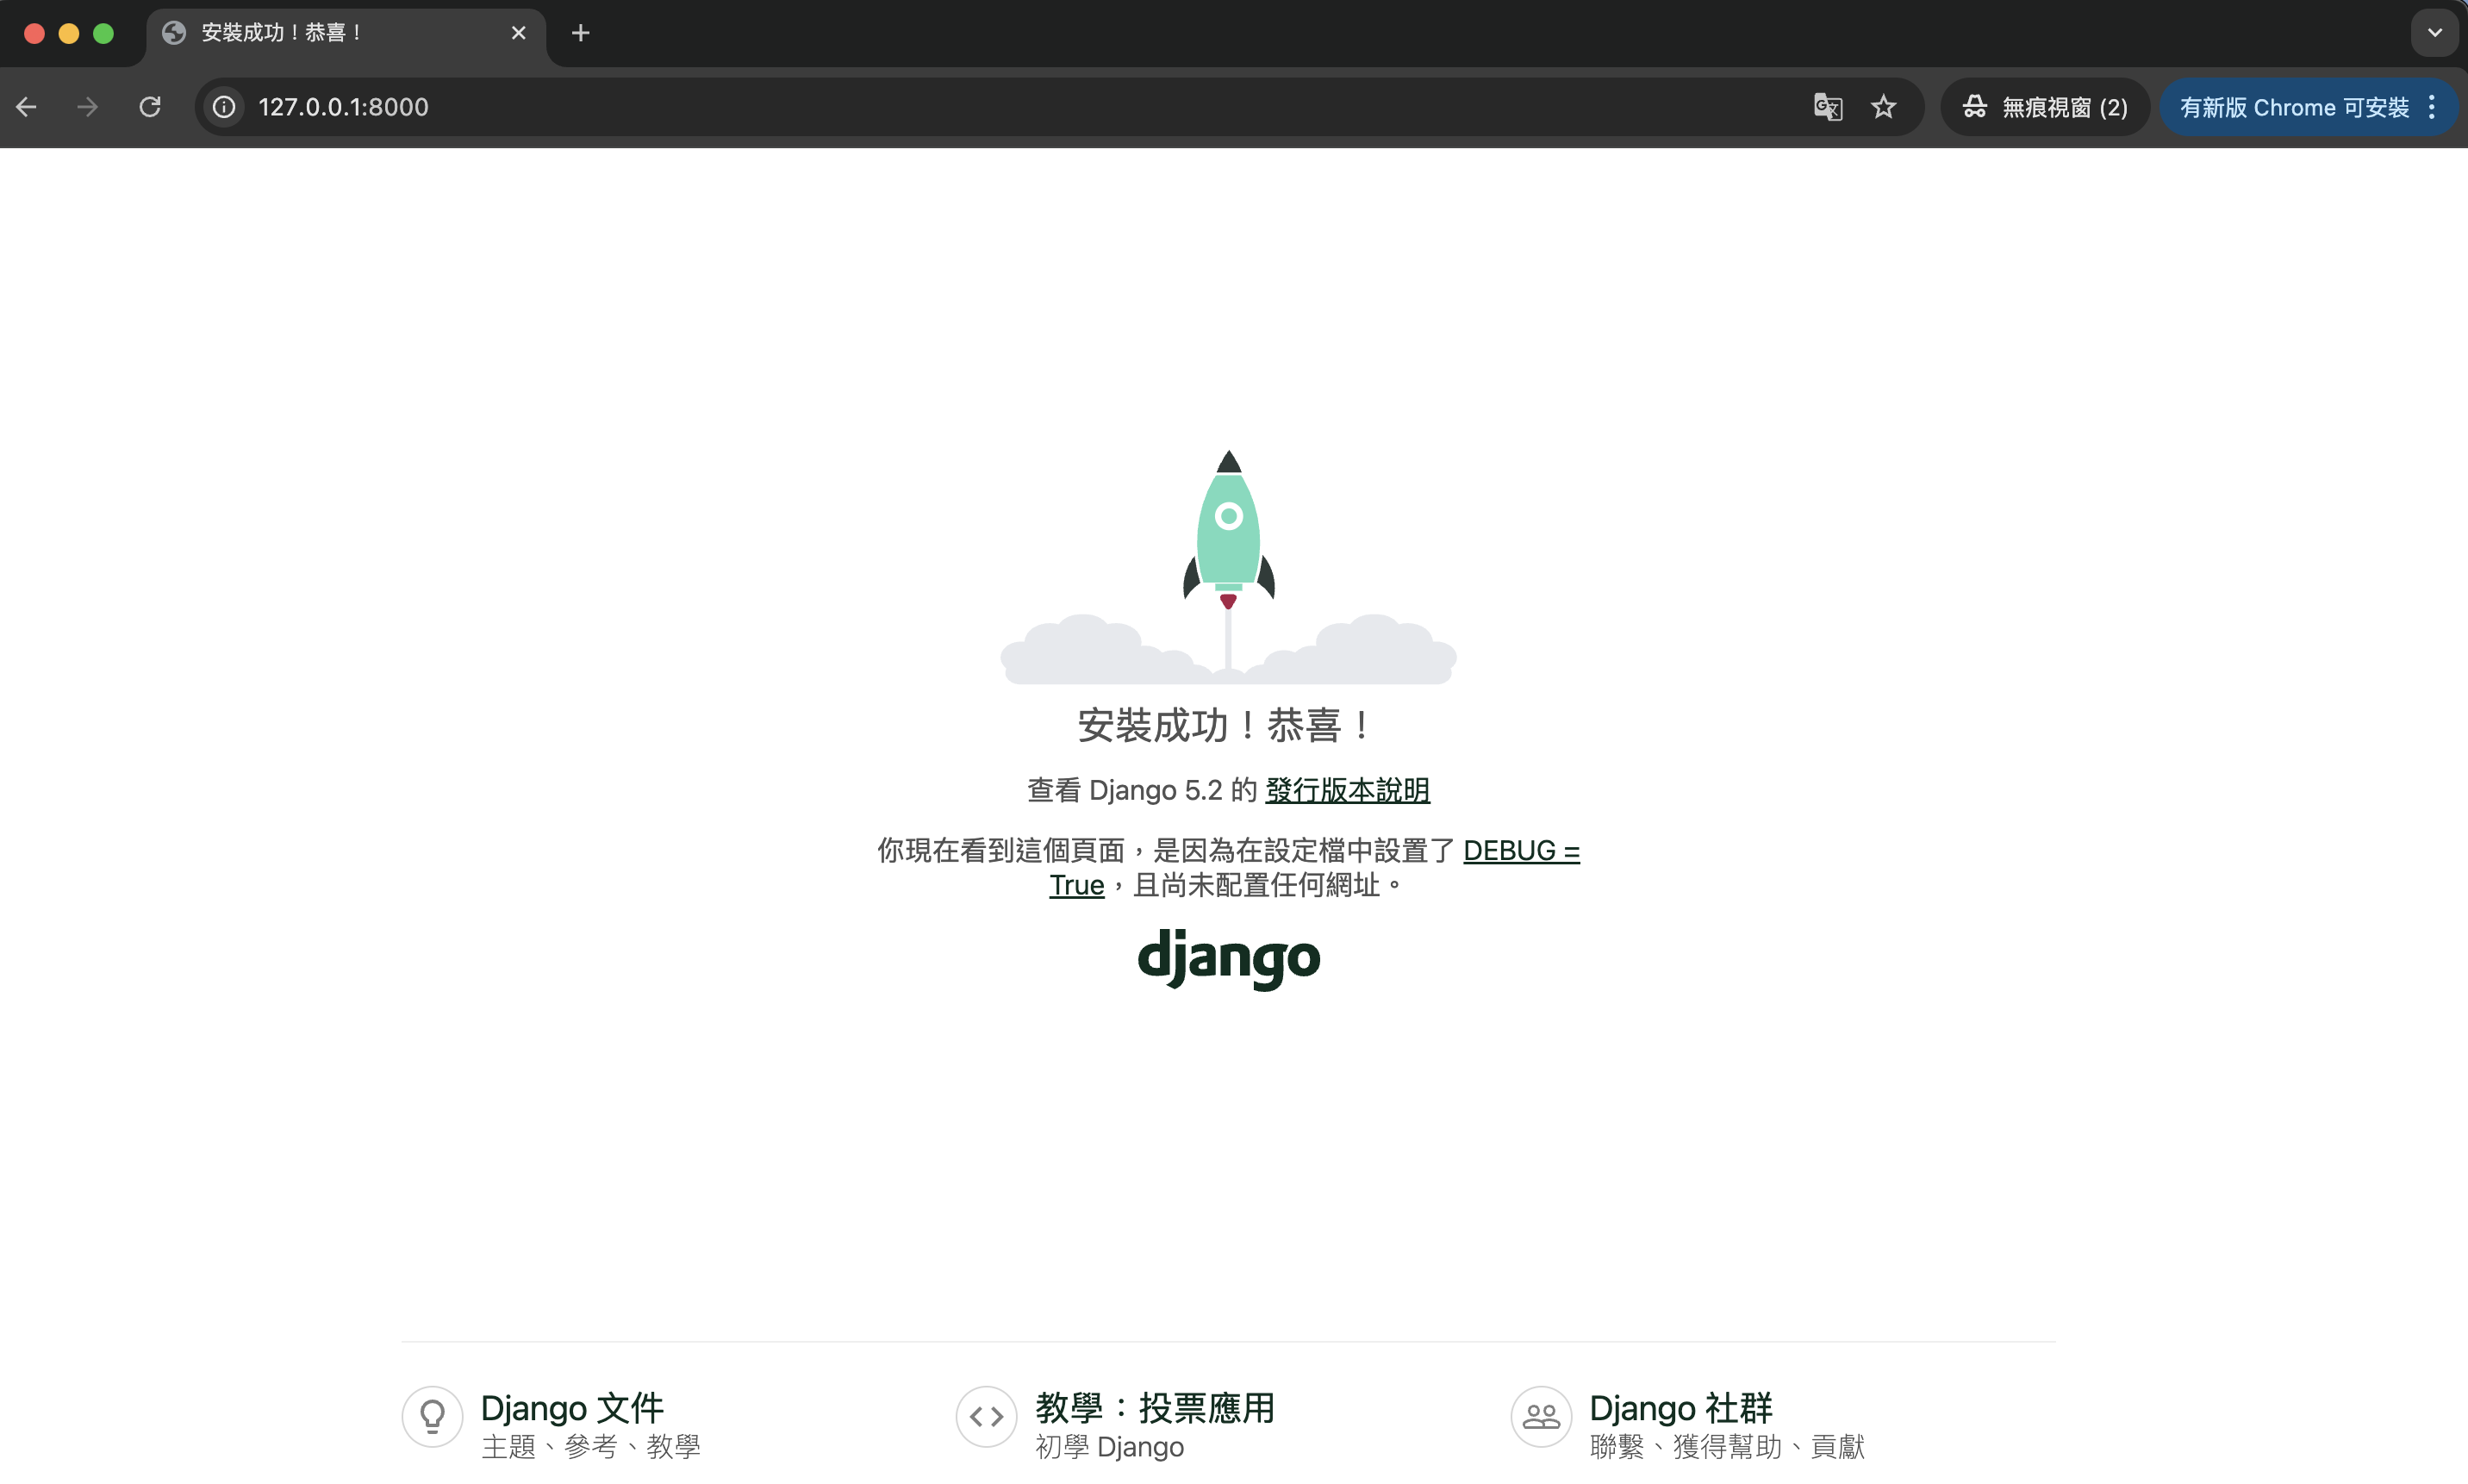 安裝成功！恭喜！
127.0.0.1:8000
無痕視窗 (2)
有新版 Chrome 可安裝
安裝成功！恭喜！
查看 Django 5.2 的 發行版本說明
你現在看到這個頁面，是因為在設定檔中設置了 DEBUG =
True，且尚未配置任何網址。
django
Django 文件
主題、參考、教學
教學：投票應用
初學 Django
Django 社群
聯繫、獲得幫助、貢獻